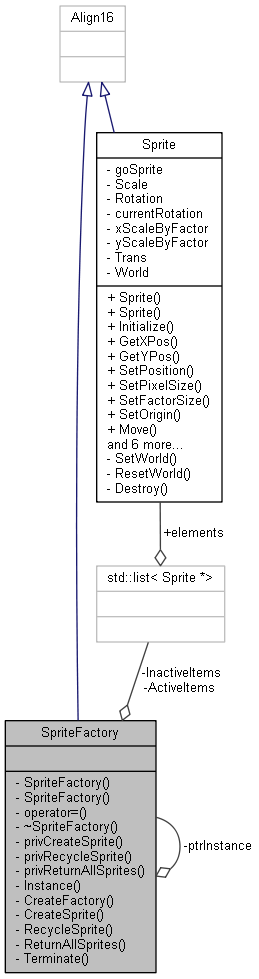 Align16
Sprite
- goSprite
- Scale
- Rotation
- currentRotation
- xScaleByFactor
- yScaleByFactor
- Trans
- World
+ Sprite()
+ Sprite()
+ Initialize()
+ GetXPos()
+ GetYPos()
+ SetPosition()
+ SetPixelSize()
+ SetFactorSize()
+ SetOrigin()
+ Move()
and 6 more...
- SetWorld()
- ResetWorld()
- Destroy()
+elements
std::list< Sprite *>
-InactiveItems
-ActiveItems
SpriteFactory
- SpriteFactory()
- SpriteFactory()
- operator=()
- ~SpriteFactory()
- privCreateSprite()
- privRecycleSprite()
- privReturnAllSprites()
- Instance()
- CreateFactory()
- CreateSprite()
- RecycleSprite()
- ReturnAllSprites()
- Terminate()
-ptrInstance